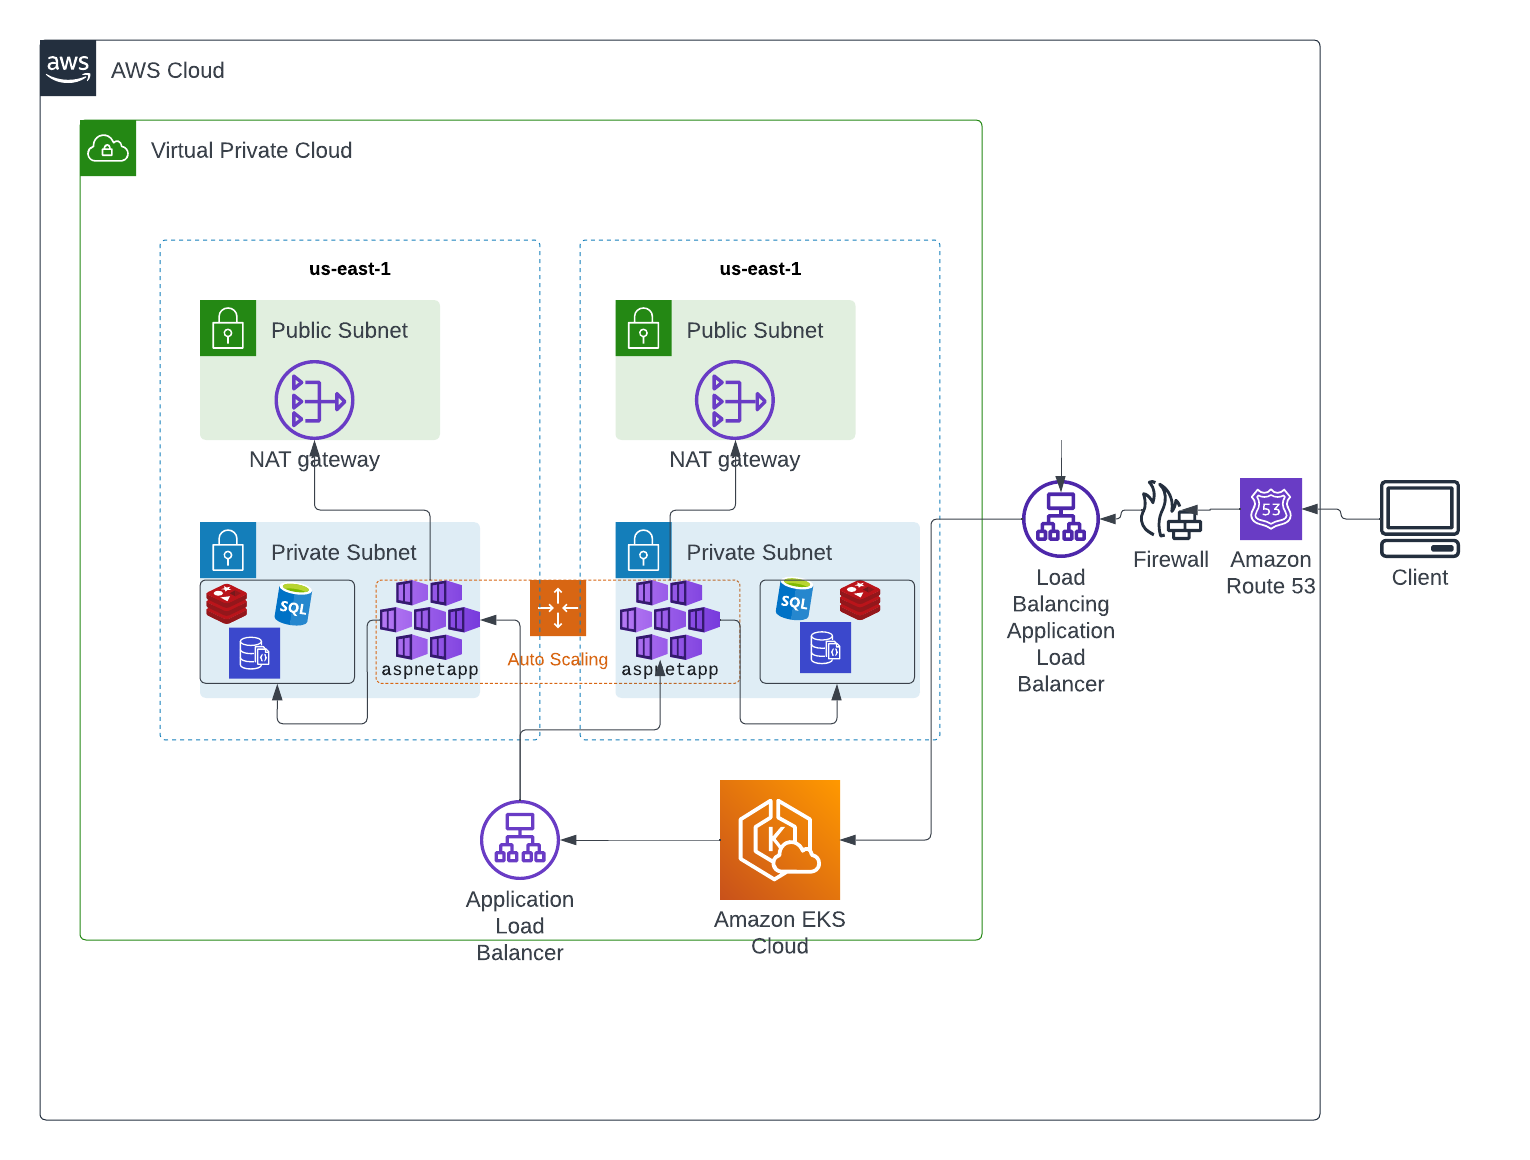 aws
AWS Cloud
Virtual Private Cloud
us-east-1
us-east-1
Public Subnet
Public Subnet
NAT gateway
NAT gateway
Private Subnet
Private Subnet
SQL
SQL
aspnetapp
Auto Scaling
aspnetapp
53
Load
Balancing
Application
Load
Balancer
Firewall
Amazon
Route 53
Client
K
Application
Load
Balancer
Amazon EKS
Cloud